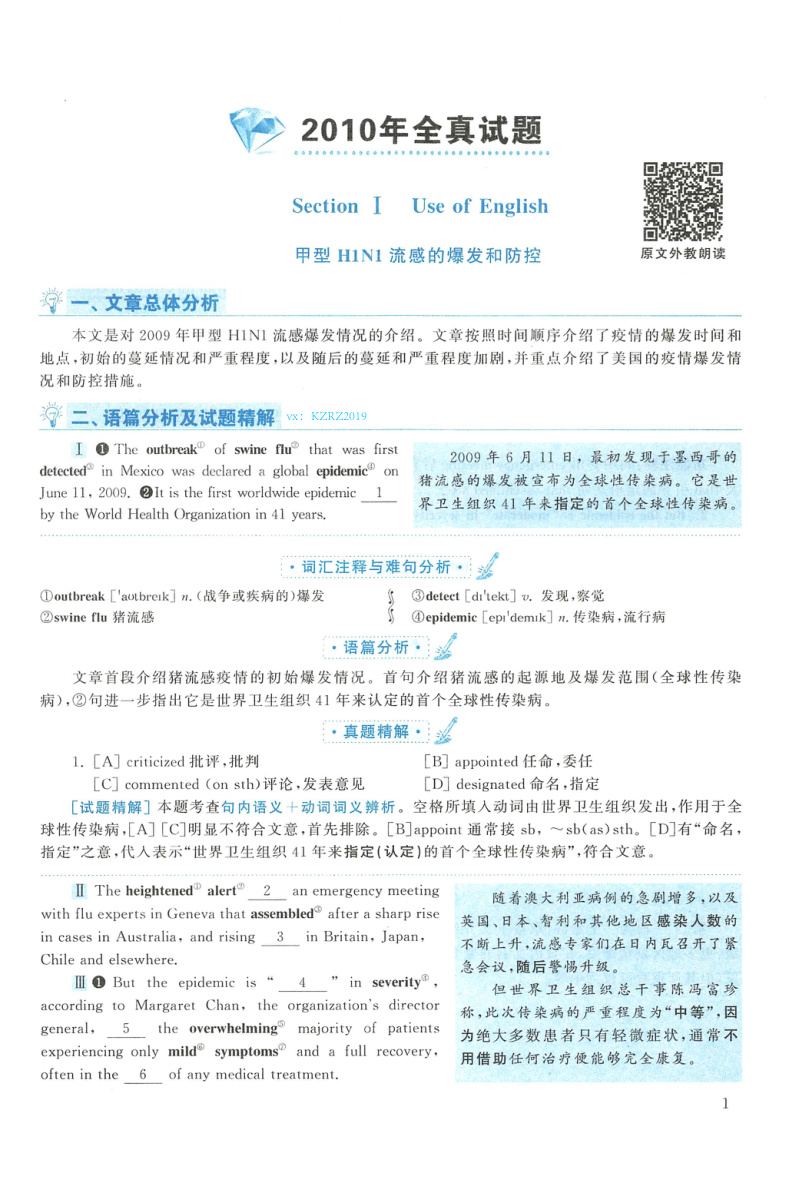 2010年全真试题
Section Ⅰ Use of English
甲型 H1N1 流感的爆发和防控
原文外教朗读
一、文章总体分析
本文是对 2009 年甲型 H1N1 流感爆发情况的介绍。文章按照时间顺序介绍了疫情的爆发时间和
地点,初始的蔓延情况和严重程度,以及随后的蔓延和严重程度加剧,并重点介绍了美国的疫情爆发情
况和防控措施。
二、语篇分析及试题精解 vx: KZRZ2019
Ⅰ ❶ The outbreak① of swine flu② that was first
detected③ in Mexico was declared a global epidemic④ on
June 11, 2009. ❷It is the first worldwide epidemic 1
by the World Health Organization in 41 years.
2009 年 6 月 11 日，最初发现于墨西哥的
猪流感的爆发被宣布为全球性传染病。它是世
界卫生组织 41 年来指定的首个全球性传染病。
·词汇注释与难句分析·
①outbreak [ˈaʊtbreɪk] n. (战争或疾病的)爆发
②swine flu 猪流感
③detect [dɪˈtekt] v. 发现,察觉
④epidemic [epɪˈdemɪk] n. 传染病,流行病
·语篇分析·
文章首段介绍猪流感疫情的初始爆发情况。首句介绍猪流感的起源地及爆发范围(全球性传染
病),②句进一步指出它是世界卫生组织 41 年来认定的首个全球性传染病。
·真题精解·
1. [A] criticized 批评,批判 [B] appointed 任命,委任
[C] commented (on sth)评论,发表意见 [D] designated 命名,指定
[试题精解] 本题考查句内语义＋动词词义辨析。空格所填入动词由世界卫生组织发出,作用于全
球性传染病,[A] [C]明显不符合文意,首先排除。[B]appoint 通常接 sb, ～sb(as)sth。[D]有“命名,
指定”之意,代入表示“世界卫生组织 41 年来指定(认定)的首个全球性传染病”,符合文意。
Ⅱ The heightened① alert② 2 an emergency meeting
with flu experts in Geneva that assembled③ after a sharp rise
in cases in Australia, and rising 3 in Britain, Japan,
Chile and elsewhere.
Ⅲ ❶ But the epidemic is “ 4 ” in severity④,
according to Margaret Chan, the organization's director
general, 5 the overwhelming⑤ majority of patients
experiencing only mild⑥ symptoms⑦ and a full recovery,
often in the 6 of any medical treatment.
随着澳大利亚病例的急剧增多,以及
英国、日本、智利和其他地区感染人数的
不断上升,流感专家们在日内瓦召开了紧
急会议,随后警惕升级。
但世界卫生组织总干事陈冯富珍
称,此次传染病的严重程度为“中等”,因
为绝大多数患者只有轻微症状,通常不
用借助任何治疗便能够完全康复。
1